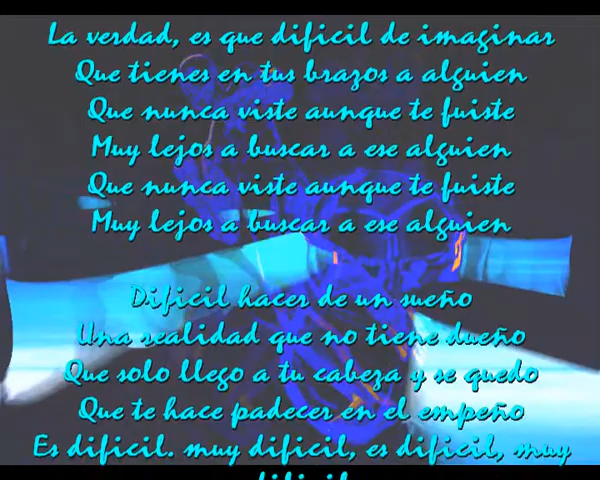 La verdad, es que dificil de imaginar
Que tienes en tus brazos a alguien
Que nunca viste aunque te fuiste
Muy lejos a buscar a ese alguien
Que nunca viste aunque te fuiste
Muy lejos a buscar a ese alguien
Dificil hacer de un sueño
Una realidad que no tiene dueño
Que solo llego a tu cabeza y se quedo
Que te hace padecer en el empeño
Es dificil. muy dificil, es dificil, muy